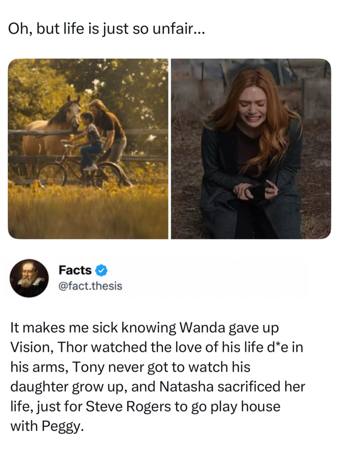 Oh, but life is just so unfair...
Facts
@fact.thesis
It makes me sick knowing Wanda gave up
Vision, Thor watched the love of his life d*e in
his arms, Tony never got to watch his
daughter grow up, and Natasha sacrificed her
life, just for Steve Rogers to go play house
with Peggy.